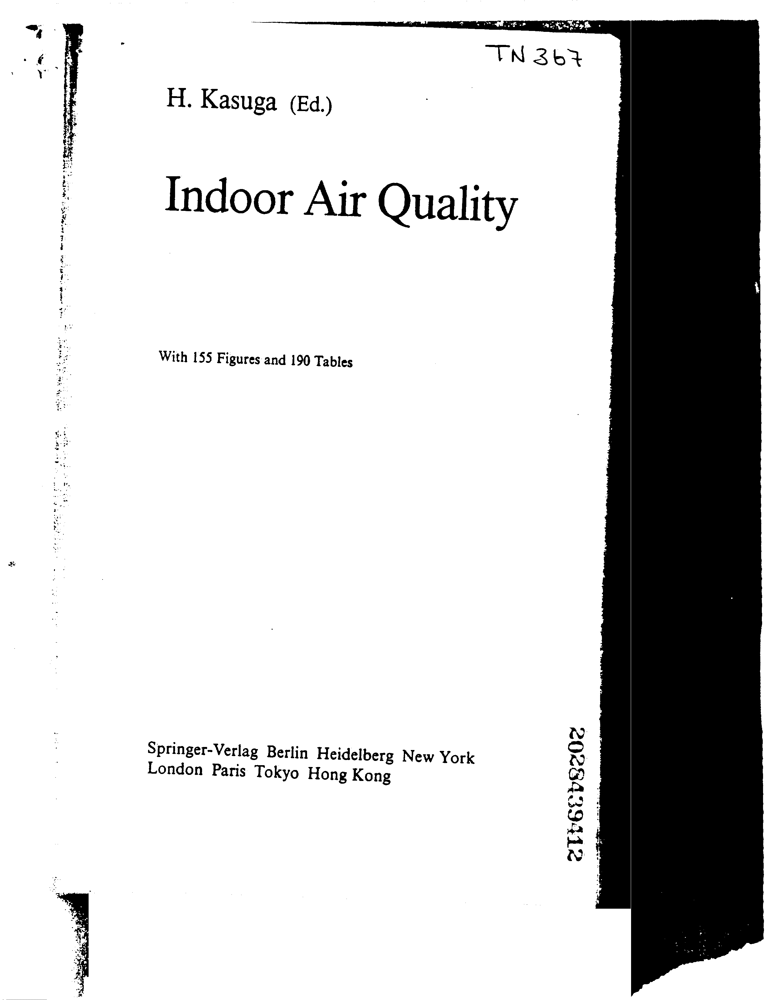 TN 367
H. Kasuga (Ed.)
Indoor Air Quality
With 155 Figures and 190 Tables
Springer-Verlag Berlin Heidelberg New York
London Paris Tokyo Hong Kong
2028439412